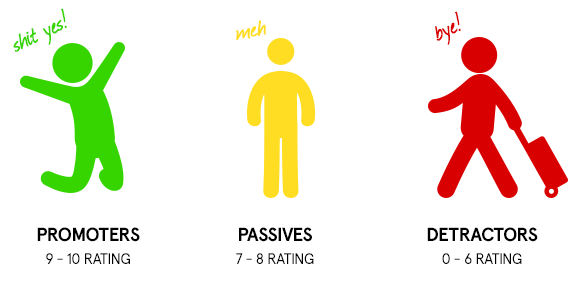 shit yes!
meh
bye!
PROMOTERS
9 - 10 RATING
PASSIVES
7 - 8 RATING
DETRACTORS
0 - 6 RATING